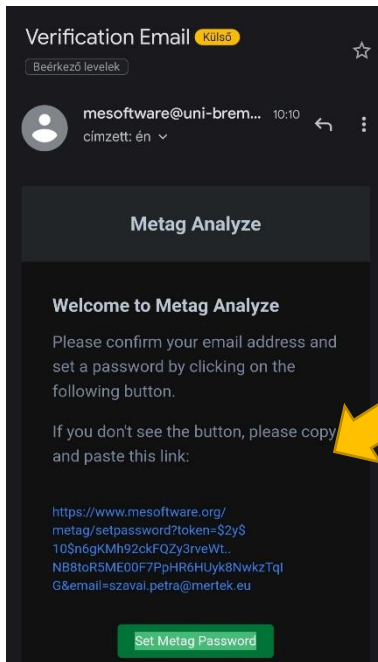 Verification Email Külső
Beérkező levelek
mesoftware@uni-brem... 10:10
címzett: én
Metag Analyze
Welcome to Metag Analyze
Please confirm your email address and
set a password by clicking on the
following button.
If you don't see the button, please copy
and paste this link:
https://www.mesoftware.org/
metag/setpassword?token=$2y$
10$n6gKMh92ckFQZy3rveWt..
NB8toR5ME00F7PpHR6HUyk8NwkzTqI
G&email=szavai.petra@mertek.eu
Set Metag Password